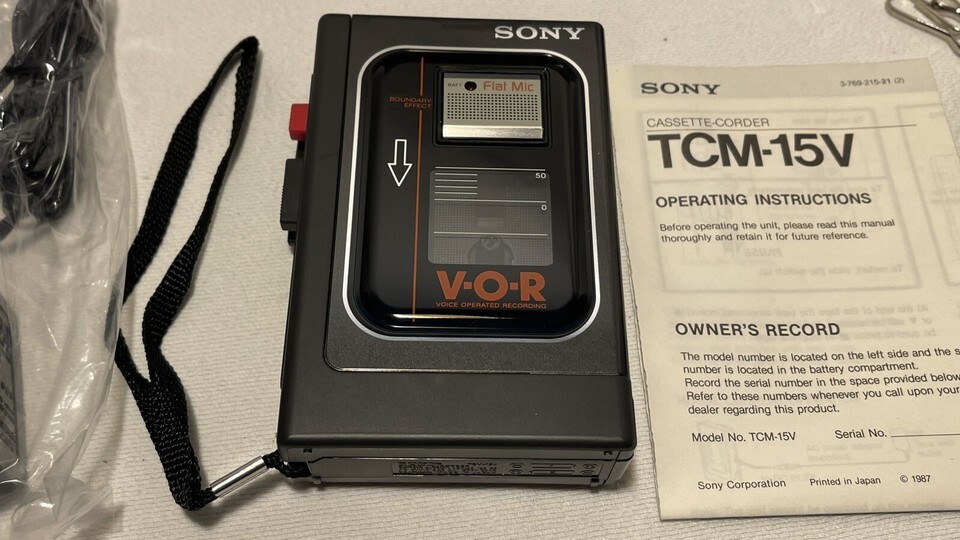 SONY
BATT
Flat Mic
BOUNDARY
EFFECT
50
0
V-O-R
VOICE OPERATED RECORDING
SONY
3-769-215-21 (2)
CASSETTE-CORDER
TCM-15V
OPERATING INSTRUCTIONS
Before operating the unit, please read this manual
thoroughly and retain it for future reference.
OWNER'S RECORD
The model number is located on the left side and the s
number is located in the battery compartment.
Record the serial number in the space provided below
Refer to these numbers whenever you call upon your
dealer regarding this product.
Model No. TCM-15V Serial No.
Sony Corporation Printed in Japan © 1987